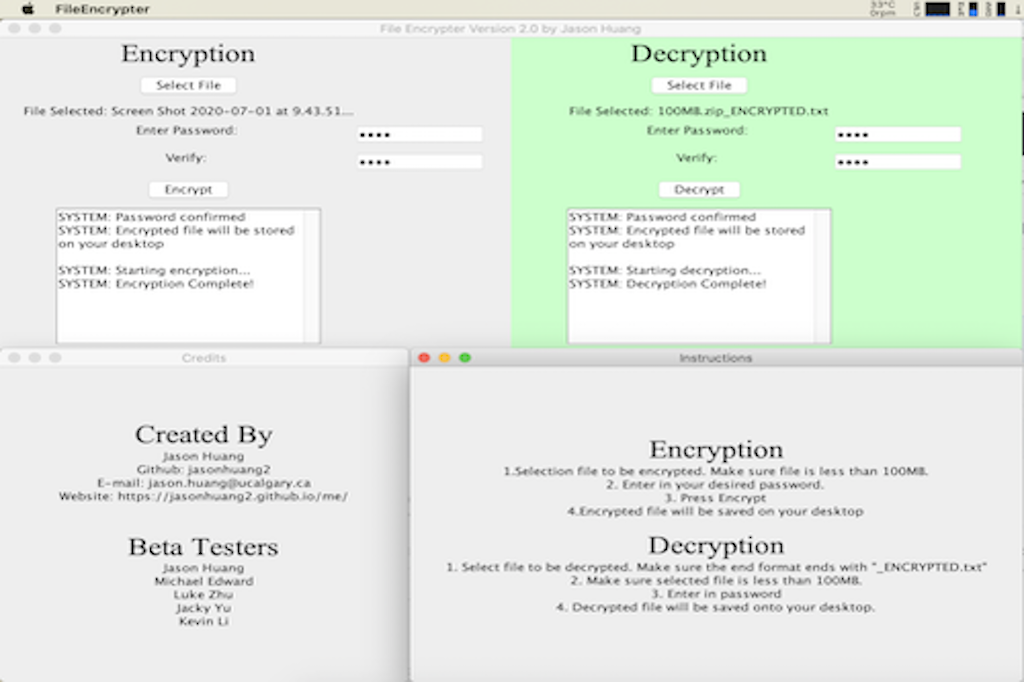 FileEncrypter
33°C
0rpm
File Encrypter Version 2.0 by Jason Huang
Encryption
Select File
File Selected: Screen Shot 2020-07-01 at 9.43.51...
Enter Password:
Verify:
Encrypt
SYSTEM: Password confirmed
SYSTEM: Encrypted file will be stored
on your desktop
SYSTEM: Starting encryption...
SYSTEM: Encryption Complete!
Decryption
Select File
File Selected: 100MB.zip_ENCRYPTED.txt
Enter Password:
Verify:
Decrypt
SYSTEM: Password confirmed
SYSTEM: Encrypted file will be stored
on your desktop
SYSTEM: Starting decryption...
SYSTEM: Decryption Complete!
Credits
Created By
Jason Huang
Github: jasonhuang2
E-mail: jason.huang@ucalgary.ca
Website: https://jasonhuang2.github.io/me/
Beta Testers
Jason Huang
Michael Edward
Luke Zhu
Jacky Yu
Kevin Li
Instructions
Encryption
1.Selection file to be encrypted. Make sure file is less than 100MB.
2. Enter in your desired password.
3. Press Encrypt
4.Encrypted file will be saved on your desktop
Decryption
1. Select file to be decrypted. Make sure the end format ends with "_ENCRYPTED.txt"
2. Make sure selected file is less than 100MB.
3. Enter in password
4. Decrypted file will be saved onto your desktop.